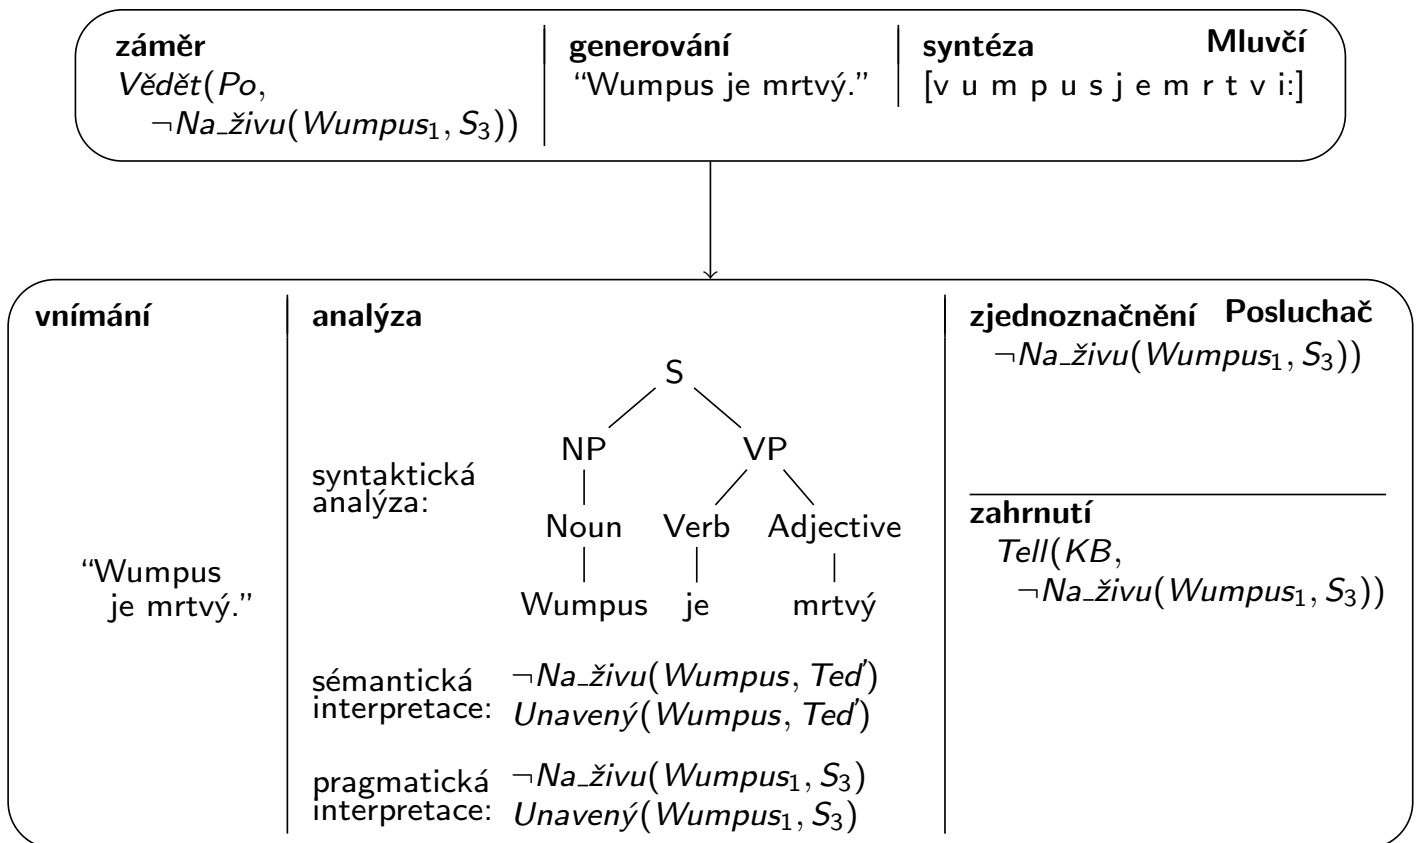 záměr
Vědět(Po,
¬Na_živu(Wumpus₁, S₃))
generování
“Wumpus je mrtvý.”
syntéza
Mluvčí
[v u m p u s j e m r t v i:]
vnímání
“Wumpus
je mrtvý.”
analýza
syntaktická
analýza:
S
NP VP
Noun Verb Adjective
Wumpus je mrtvý
sémantická
interpretace:
¬Na_živu(Wumpus, Teď)
Unavený(Wumpus, Teď)
pragmatická
interpretace:
¬Na_živu(Wumpus₁, S₃)
Unavený(Wumpus₁, S₃)
zjednoznačnění
Posluchač
¬Na_živu(Wumpus₁, S₃))
zahrnutí
Tell(KB,
¬Na_živu(Wumpus₁, S₃))